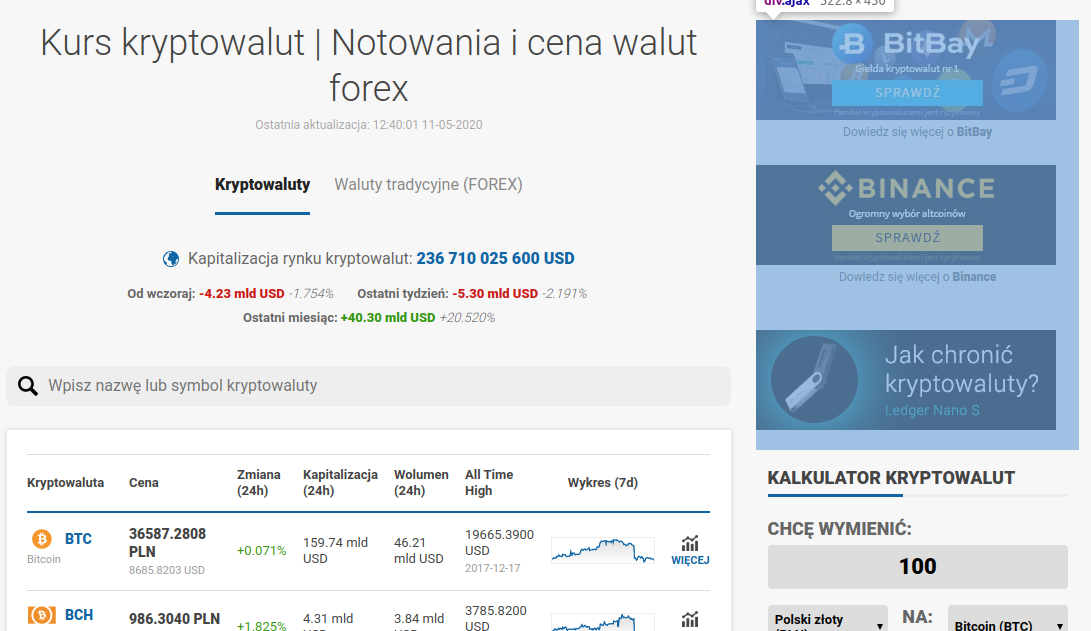 Kurs kryptowalut | Notowania i cena walut
forex
Ostatnia aktualizacja: 12:40:01 11-05-2020
Kryptowaluty
Waluty tradycyjne (FOREX)
Kapitalizacja rynku kryptowalut: 236 710 025 600 USD
Od wczoraj: -4.23 mld USD -1.754% Ostatni tydzień: -5.30 mld USD -2.191%
Ostatni miesiąc: +40.30 mld USD +20.520%
Wpisz nazwę lub symbol kryptowaluty
Kryptowaluta
Cena
Zmiana
(24h)
Kapitalizacja
(24h)
Wolumen
(24h)
All Time
High
Wykres (7d)
BTC
Bitcoin
36587.2808
PLN
8685.8203 USD
+0.071%
159.74 mld
USD
46.21
mld USD
19665.3900
USD
2017-12-17
WIĘCEJ
BCH
986.3040 PLN
+1.825%
4.31 mld
USD
3.84 mld
USD
3785.8200
USD
div.ajax 322.8 × 430
BitBay
Giełda kryptowalut nr 1
SPRAWDŹ
Handel kryptowalutami jest ryzykowny
Dowiedz się więcej o BitBay
BINANCE
Ogromny wybór altcoinów
SPRAWDŹ
Handel kryptowalutami jest ryzykowny
Dowiedz się więcej o Binance
Jak chronić
kryptowaluty?
Ledger Nano S
KALKULATOR KRYPTOWALUT
CHCĘ WYMIENIĆ:
100
Polski złoty
(PLN)
NA:
Bitcoin (BTC)